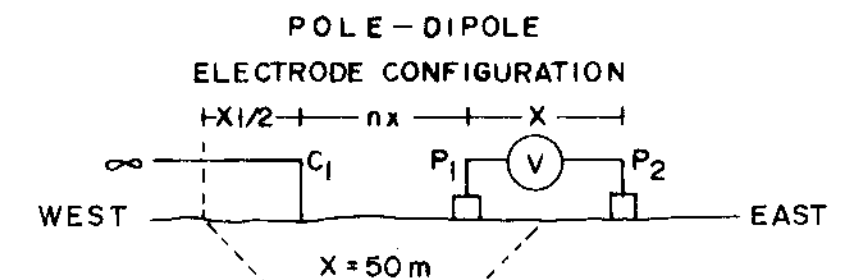 POLE-DIPOLE
ELECTRODE CONFIGURATION
X1/2 nx X
∞ C1 P1 V P2
WEST EAST
X = 50 m